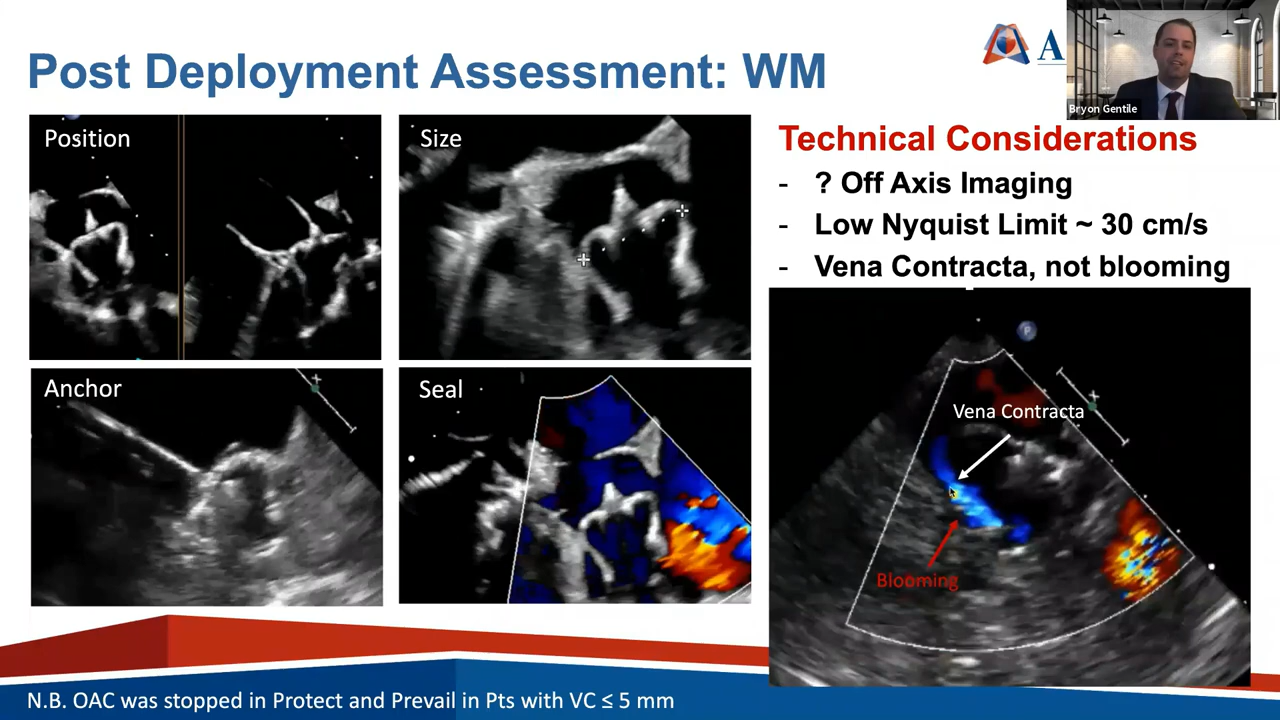 Post Deployment Assessment: WM
A
Bryon Gentile
Position
Size
Anchor
Seal
Technical Considerations
- ? Off Axis Imaging
- Low Nyquist Limit ~ 30 cm/s
- Vena Contracta, not blooming
P
Vena Contracta
Blooming
N.B. OAC was stopped in Protect and Prevail in Pts with VC ≤ 5 mm